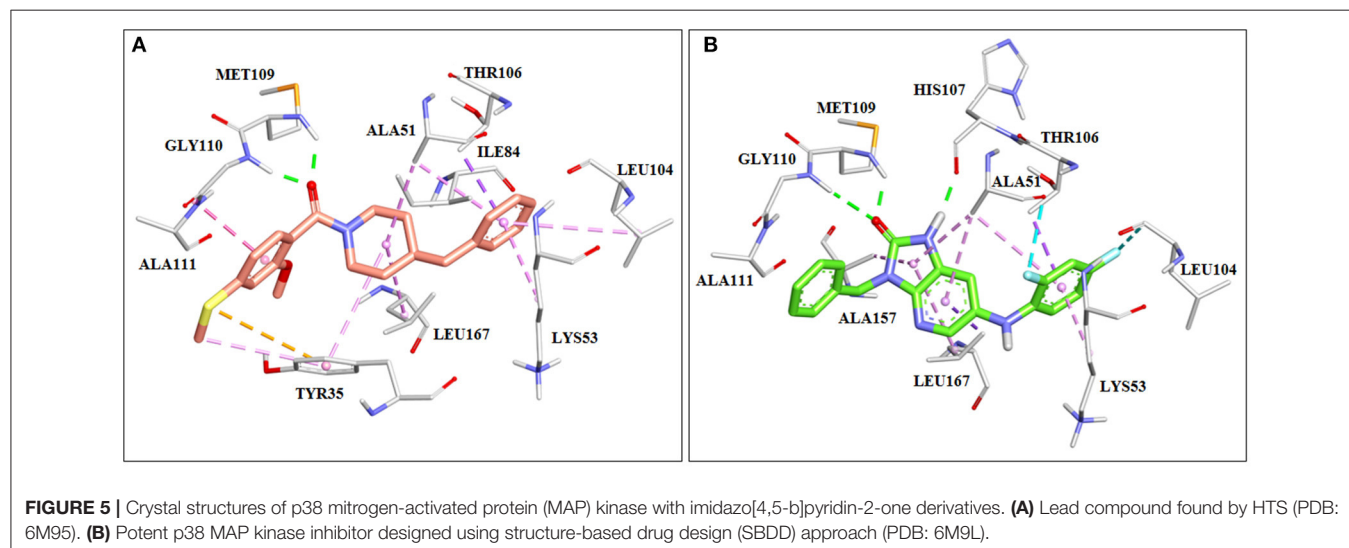 A
MET109
THR106
ALA51
GLY110
ILE84
LEU104
ALA111
LEU167
LYS53
TYR35
B
HIS107
MET109
THR106
GLY110
ALA51
ALA111
LEU104
ALA157
LEU167
LYS53
FIGURE 5 | Crystal structures of p38 mitrogen-activated protein (MAP) kinase with imidazo[4,5-b]pyridin-2-one derivatives. (A) Lead compound found by HTS (PDB:
6M95). (B) Potent p38 MAP kinase inhibitor designed using structure-based drug design (SBDD) approach (PDB: 6M9L).